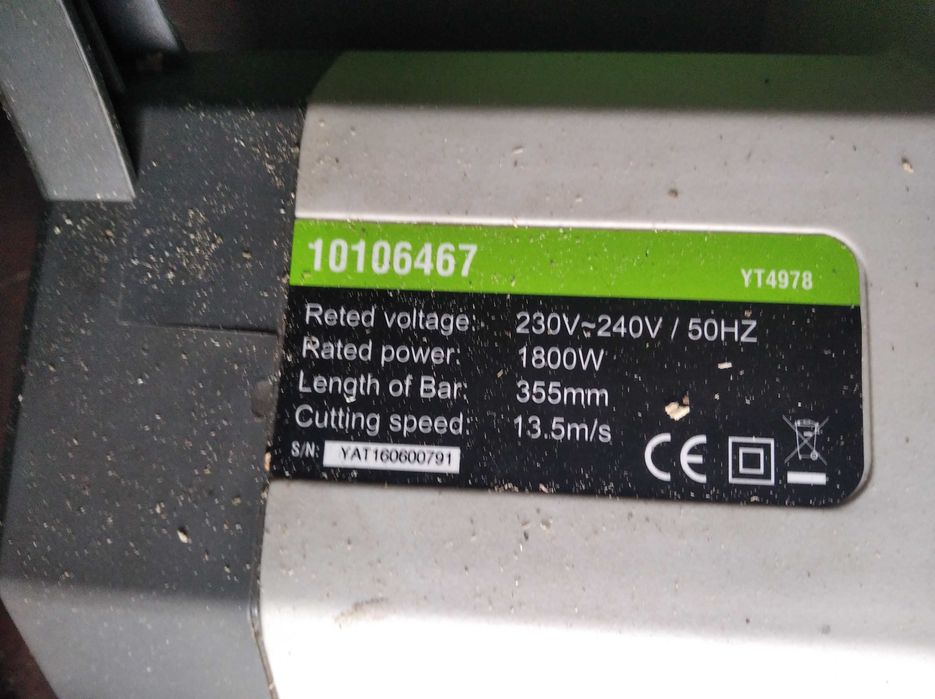 10106467
YT4978
Reted voltage: 230V~240V / 50HZ
Rated power: 1800W
Length of Bar: 355mm
Cutting speed: 13.5m/s
S/N: YAT160600791
CE